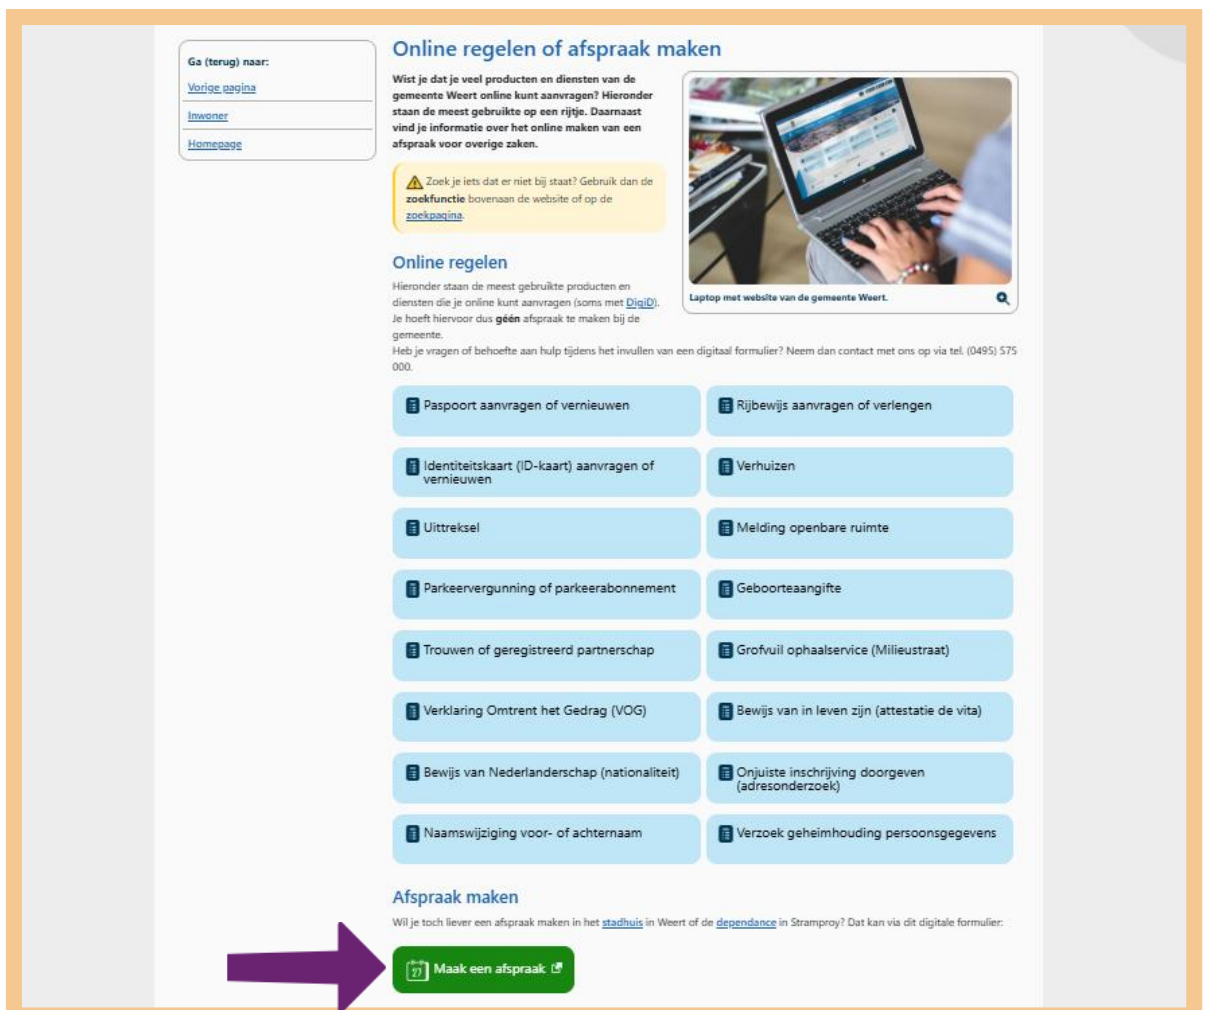 Ga (terug) naar:
Vorige pagina
Inwoner
Homepage
Online regelen of afspraak maken
Wist je dat je veel producten en diensten van de
gemeente Weert online kunt aanvragen? Hieronder
staan de meest gebruikte op een rijtje. Daarnaast
vind je informatie over het online maken van een
afspraak voor overige zaken.
Zoek je iets dat er niet bij staat? Gebruik dan de
zoekfunctie bovenaan de website of op de
zoekpagina.
Laptop met website van de gemeente Weert.
Online regelen
Hieronder staan de meest gebruikte producten en
diensten die je online kunt aanvragen (soms met DigiD).
Je hoeft hiervoor dus géén afspraak te maken bij de
gemeente.
Heb je vragen of behoefte aan hulp tijdens het invullen van een digitaal formulier? Neem dan contact met ons op via tel. (0495) 575
000.
Paspoort aanvragen of vernieuwen
Rijbewijs aanvragen of verlengen
Identiteitskaart (ID-kaart) aanvragen of
vernieuwen
Verhuizen
Uittreksel
Melding openbare ruimte
Parkeervergunning of parkeerabonnement
Geboorteaangifte
Trouwen of geregistreerd partnerschap
Grofvuil ophaalservice (Milieustraat)
Verklaring Omtrent het Gedrag (VOG)
Bewijs van in leven zijn (attestatie de vita)
Bewijs van Nederlanderschap (nationaliteit)
Onjuiste inschrijving doorgeven
(adresonderzoek)
Naamswijziging voor- of achternaam
Verzoek geheimhouding persoonsgegevens
Afspraak maken
Wil je toch liever een afspraak maken in het stadhuis in Weert of de dependance in Stramproy? Dat kan via dit digitale formulier:
27 Maak een afspraak